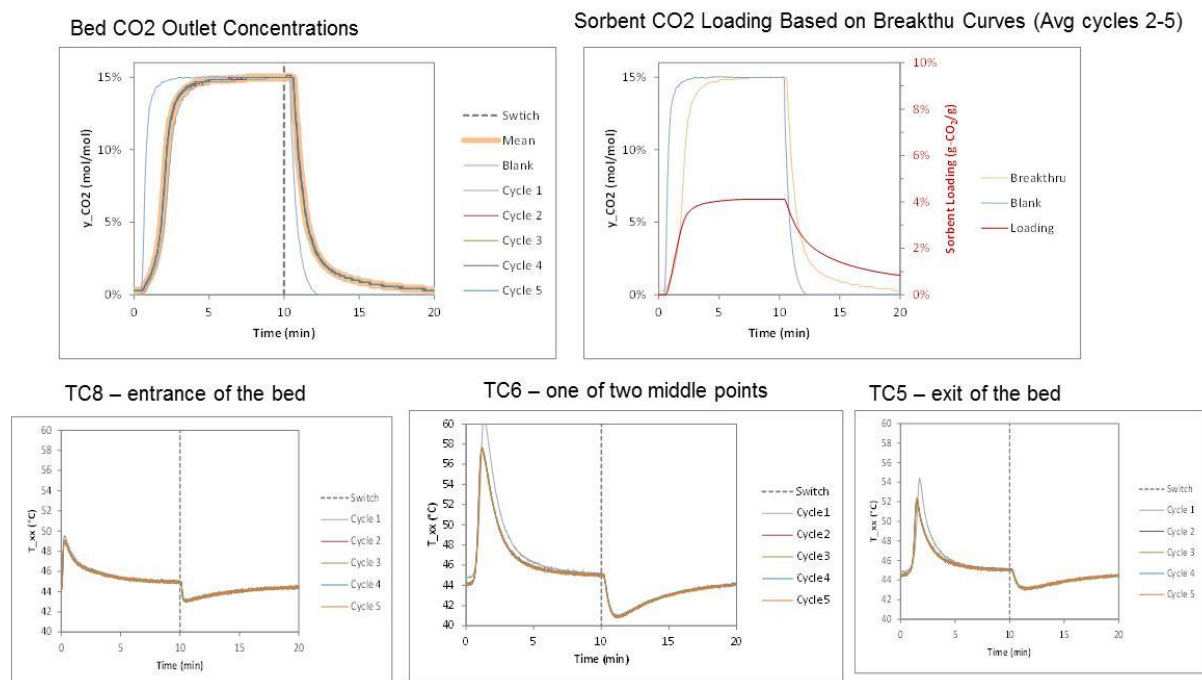 Bed CO2 Outlet Concentrations
15%
10%
5%
0%
y_CO2 (mol/mol)
0 5 10 15 20
Time (min)
Swtich
Mean
Blank
Cycle 1
Cycle 2
Cycle 3
Cycle 4
Cycle 5
Sorbent CO2 Loading Based on Breakthu Curves (Avg cycles 2-5)
15%
10%
5%
0%
y_CO2 (mol/mol)
0 5 10 15 20
Time (min)
10%
8%
6%
4%
2%
0%
Sorbent Loading (g-CO₂/g)
Breakthru
Blank
Loading
TC8 – entrance of the bed
60
58
56
54
52
50
48
46
44
42
40
T_xx (°C)
0 5 10 15 20
Time (min)
Switch
Cycle 1
Cycle 2
Cycle 3
Cycle 4
Cycle 5
TC6 – one of two middle points
60
58
56
54
52
50
48
46
44
42
40
T_xx (°C)
0 5 10 15 20
Time (min)
Switch
Cycle1
Cycle2
Cycle3
Cycle4
Cycle5
TC5 – exit of the bed
60
58
56
54
52
50
48
46
44
42
40
T_xx (°C)
0 5 10 15 20
Time (min)
Switch
Cycle 1
Cycle 2
Cycle 3
Cycle 4
Cycle 5